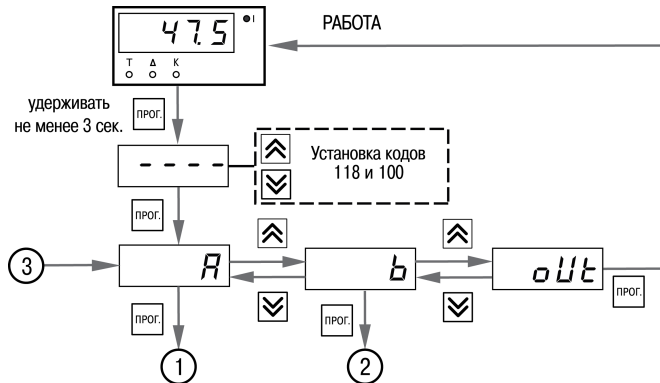 47.5
I
РАБОТА
T Δ K
удерживать
не менее 3 сек.
ПРОГ.
- - - -
Установка кодов
118 и 100
ПРОГ.
3
A
b
oUt
ПРОГ.
ПРОГ.
ПРОГ.
1
2